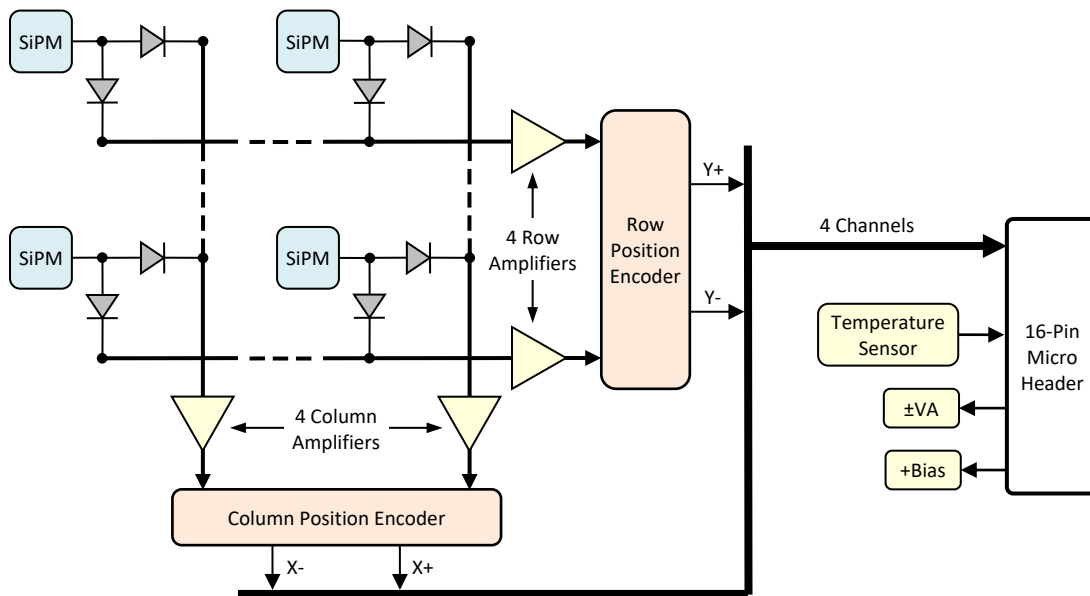 SiPM
SiPM
SiPM
SiPM
4 Row
Amplifiers
Row
Position
Encoder
Y+
Y-
4 Channels
Temperature
Sensor
16-Pin
Micro
Header
±VA
+Bias
4 Column
Amplifiers
Column Position Encoder
X-
X+